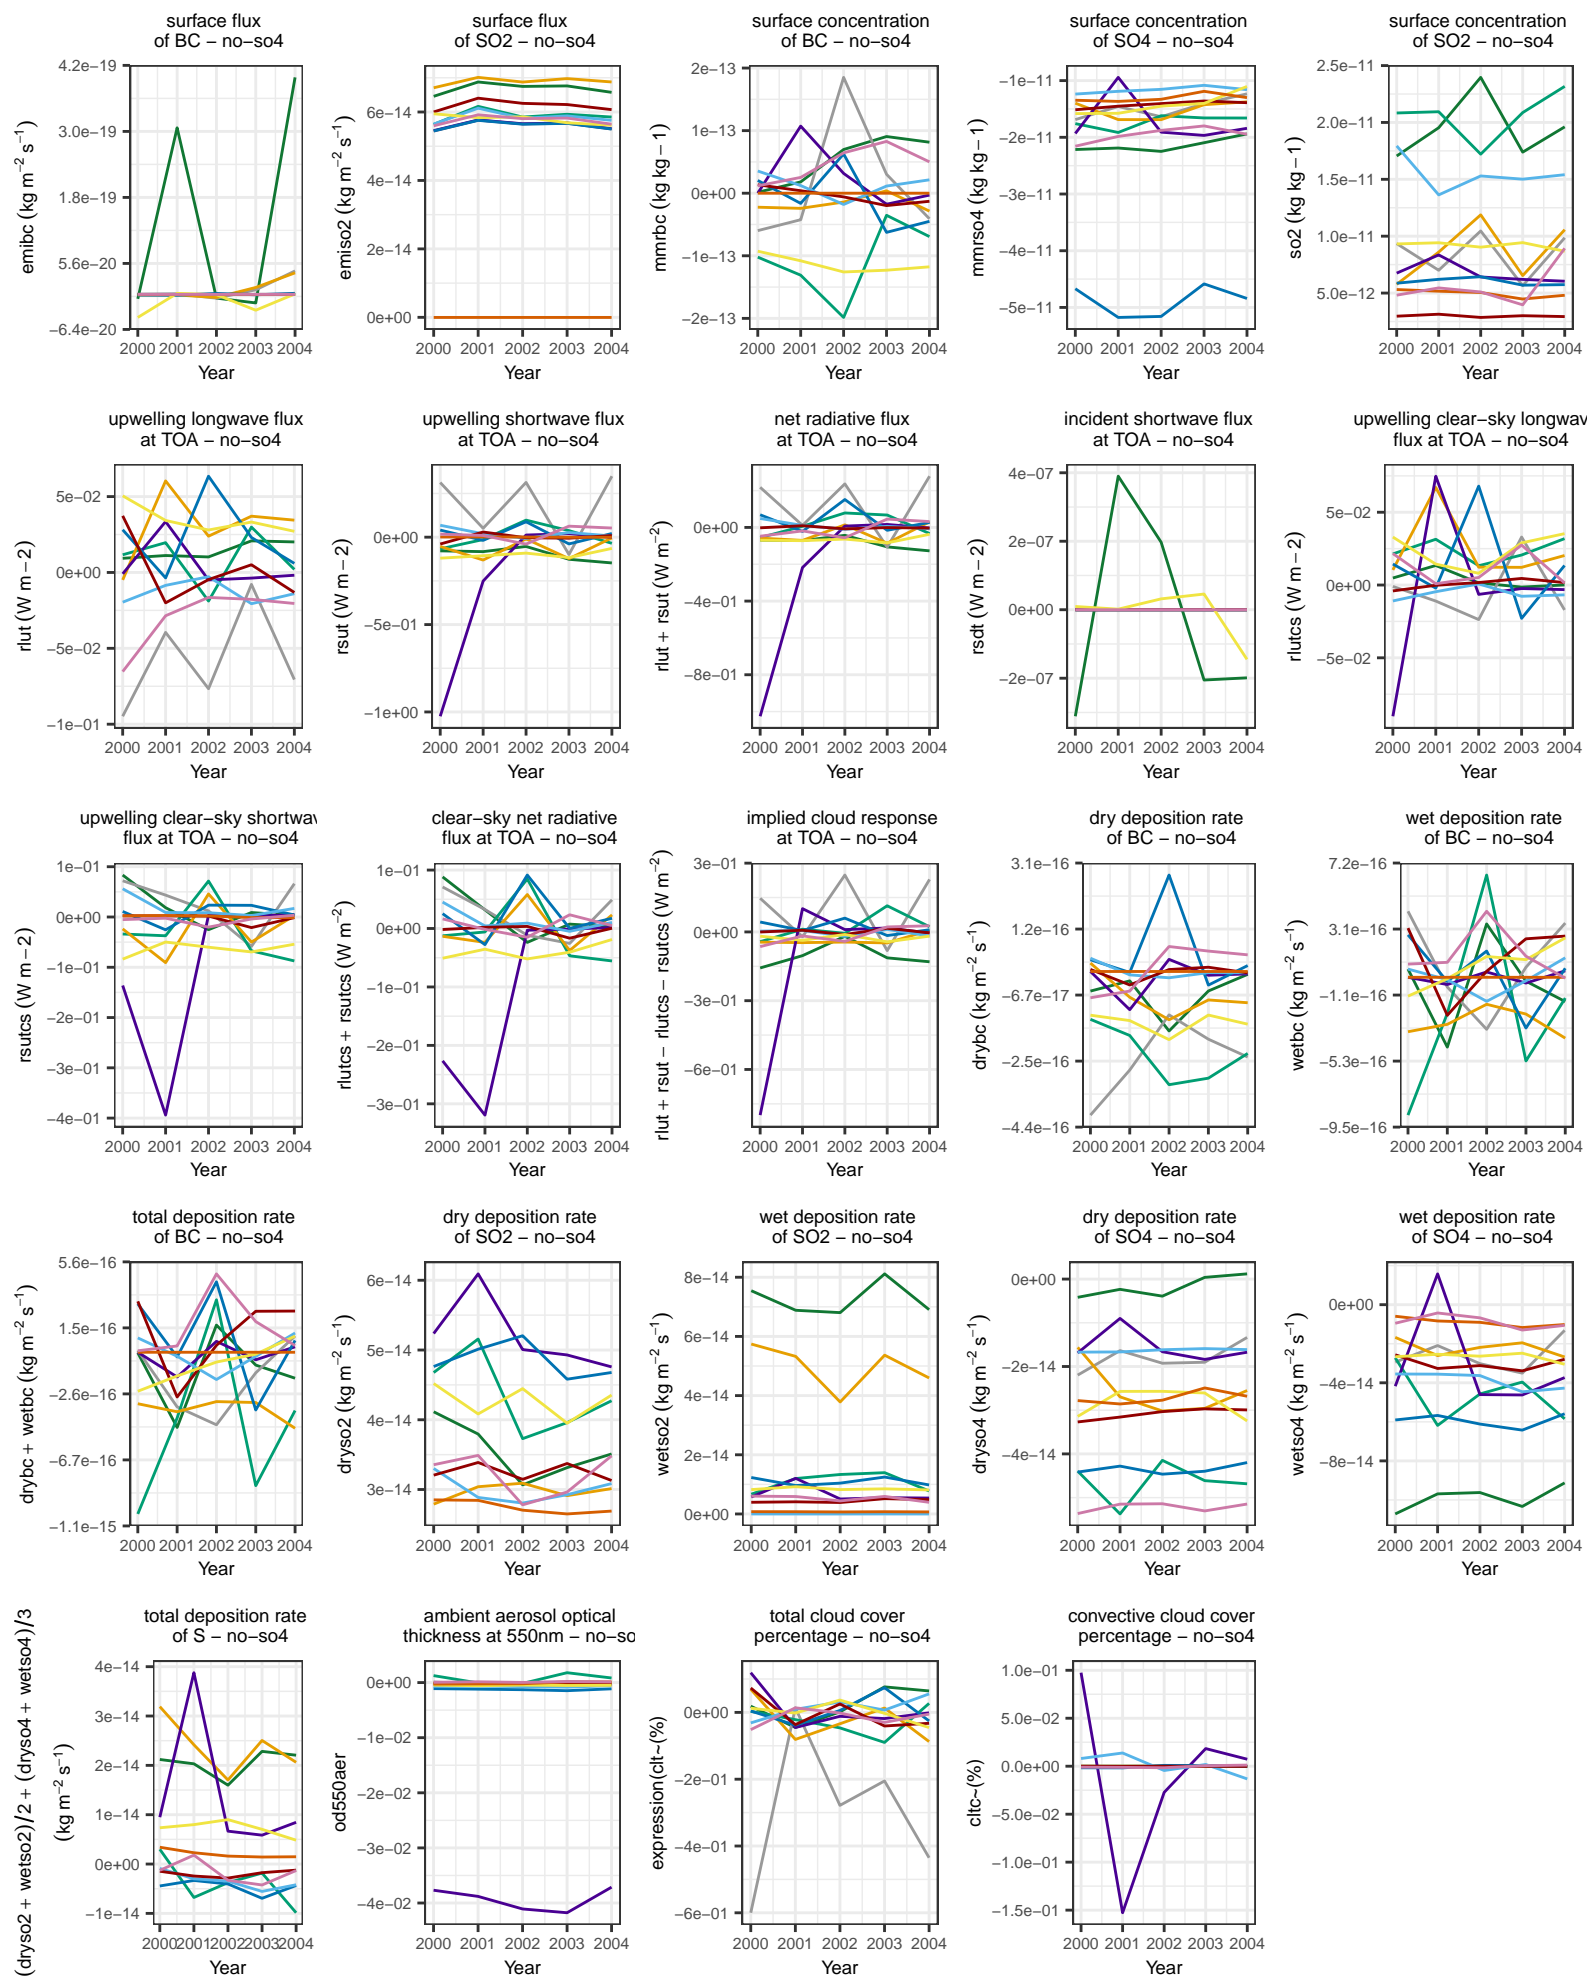 surface flux
of BC − no−so4
surface flux
of SO2 − no−so4
surface concentration
of BC − no−so4
surface concentration
of SO4 − no−so4
surface concentration
of SO2 − no−so4
emibc (kg m−2 s−1)
4.2e−19
3.0e−19
1.8e−19
5.6e−20
−6.4e−20
2000 2001 2002 2003 2004
Year
emiso2 (kg m−2 s−1)
6e−14
4e−14
2e−14
0e+00
2000 2001 2002 2003 2004
Year
mmrbc (kg kg − 1)
2e−13
1e−13
0e+00
−1e−13
−2e−13
2000 2001 2002 2003 2004
Year
mmrso4 (kg kg − 1)
−1e−11
−2e−11
−3e−11
−4e−11
−5e−11
2000 2001 2002 2003 2004
Year
so2 (kg kg − 1)
2.5e−11
2.0e−11
1.5e−11
1.0e−11
5.0e−12
2000 2001 2002 2003 2004
Year
upwelling longwave flux
at TOA − no−so4
upwelling shortwave flux
at TOA − no−so4
net radiative flux
at TOA − no−so4
incident shortwave flux
at TOA − no−so4
upwelling clear−sky longwav
flux at TOA − no−so4
rlut (W m − 2)
5e−02
0e+00
−5e−02
−1e−01
2000 2001 2002 2003 2004
Year
rsut (W m − 2)
0e+00
−5e−01
−1e+00
2000 2001 2002 2003 2004
Year
rlut + rsut (W m−2)
0e+00
−4e−01
−8e−01
2000 2001 2002 2003 2004
Year
rsdt (W m − 2)
4e−07
2e−07
0e+00
−2e−07
2000 2001 2002 2003 2004
Year
rlutcs (W m − 2)
5e−02
0e+00
−5e−02
2000 2001 2002 2003 2004
Year
upwelling clear−sky shortwav
flux at TOA − no−so4
clear−sky net radiative
flux at TOA − no−so4
implied cloud response
at TOA − no−so4
dry deposition rate
of BC − no−so4
wet deposition rate
of BC − no−so4
rsutcs (W m − 2)
1e−01
0e+00
−1e−01
−2e−01
−3e−01
−4e−01
2000 2001 2002 2003 2004
Year
rlutcs + rsutcs (W m−2)
1e−01
0e+00
−1e−01
−2e−01
−3e−01
2000 2001 2002 2003 2004
Year
rlut + rsut − rlutcs − rsutcs (W m−2)
3e−01
0e+00
−3e−01
−6e−01
2000 2001 2002 2003 2004
Year
drybc (kg m−2 s−1)
3.1e−16
1.2e−16
−6.7e−17
−2.5e−16
−4.4e−16
2000 2001 2002 2003 2004
Year
wetbc (kg m−2 s−1)
7.2e−16
3.1e−16
−1.1e−16
−5.3e−16
−9.5e−16
2000 2001 2002 2003 2004
Year
total deposition rate
of BC − no−so4
dry deposition rate
of SO2 − no−so4
wet deposition rate
of SO2 − no−so4
dry deposition rate
of SO4 − no−so4
wet deposition rate
of SO4 − no−so4
drybc + wetbc (kg m−2 s−1)
5.6e−16
1.5e−16
−2.6e−16
−6.7e−16
−1.1e−15
2000 2001 2002 2003 2004
Year
dryso2 (kg m−2 s−1)
6e−14
5e−14
4e−14
3e−14
2000 2001 2002 2003 2004
Year
wetso2 (kg m−2 s−1)
8e−14
6e−14
4e−14
2e−14
0e+00
2000 2001 2002 2003 2004
Year
dryso4 (kg m−2 s−1)
0e+00
−2e−14
−4e−14
2000 2001 2002 2003 2004
Year
wetso4 (kg m−2 s−1)
0e+00
−4e−14
−8e−14
2000 2001 2002 2003 2004
Year
total deposition rate
of S − no−so4
ambient aerosol optical
thickness at 550nm − no−so
total cloud cover
percentage − no−so4
convective cloud cover
percentage − no−so4
(dryso2 + wetso2)/2 + (dryso4 + wetso4)/3
(kg m−2 s−1)
4e−14
3e−14
2e−14
1e−14
0e+00
−1e−14
2000 2001 2002 2003 2004
Year
od550aer
0e+00
−1e−02
−2e−02
−3e−02
−4e−02
2000 2001 2002 2003 2004
Year
expression(clt~(%)
0e+00
−2e−01
−4e−01
−6e−01
2000 2001 2002 2003 2004
Year
cltc~(%)
1.0e−01
5.0e−02
0.0e+00
−5.0e−02
−1.0e−01
−1.5e−01
2000 2001 2002 2003 2004
Year